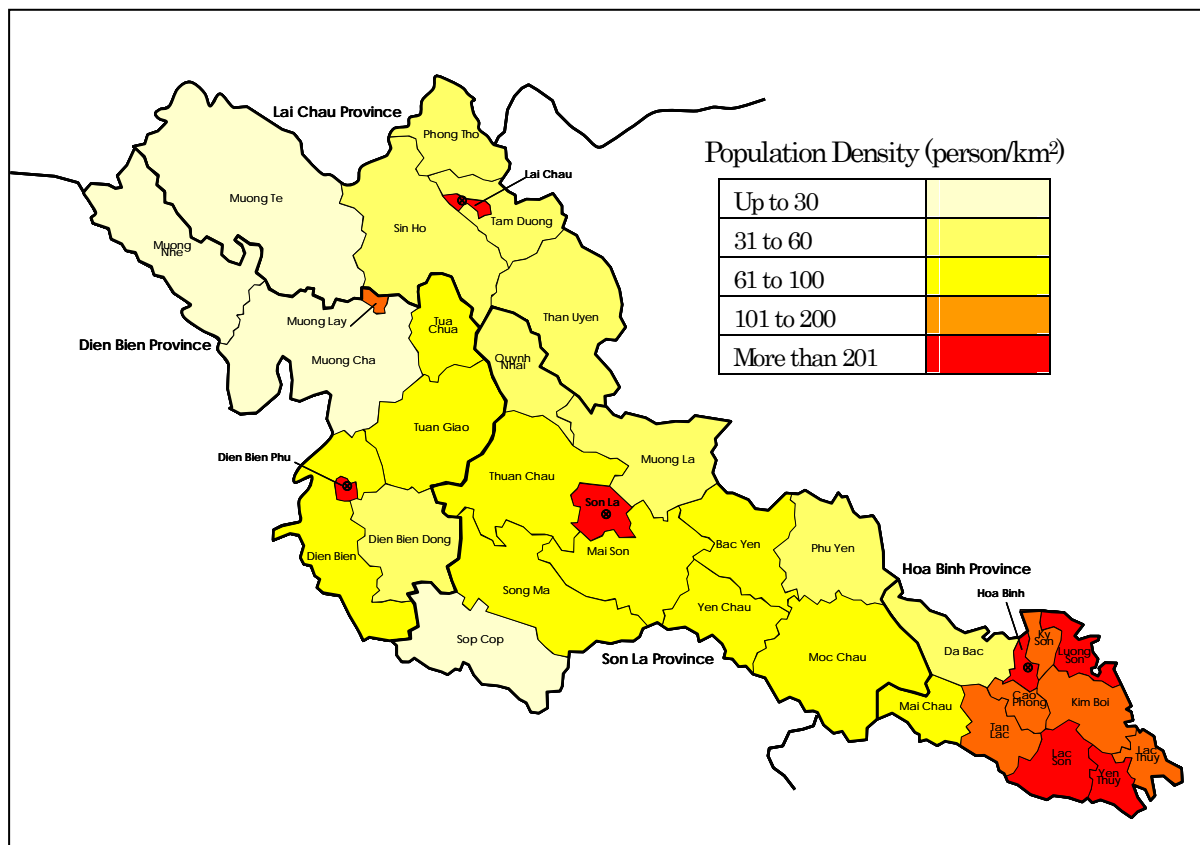 Lai Chau Province
Phong Tho
Population Density (person/km²)
Lai Chau
Up to 30
Muong Te
Tam Duong
Sin Ho
31 to 60
Muong
Nhe
61 to 100
Muong Lay
Than Uyen
101 to 200
Tua
Chua
Dien Bien Province
Muong Cha
Quynh
Nhai
More than 201
Tuan Giao
Dien Bien Phu
Muong La
Thuan Chau
Son La
Dien Bien Dong
Bac Yen
Phu Yen
Dien Bien
Mai Son
Hoa Binh Province
Song Ma
Hoa Binh
Yen Chau
Sop Cop
Ky
Son
Son La Province
Moc Chau
Da Bac
Luong
Son
Cao
Phong
Mai Chau
Kim Boi
Tan
Lac
Lac
Son
Lac
Thuy
Yen
Thuy